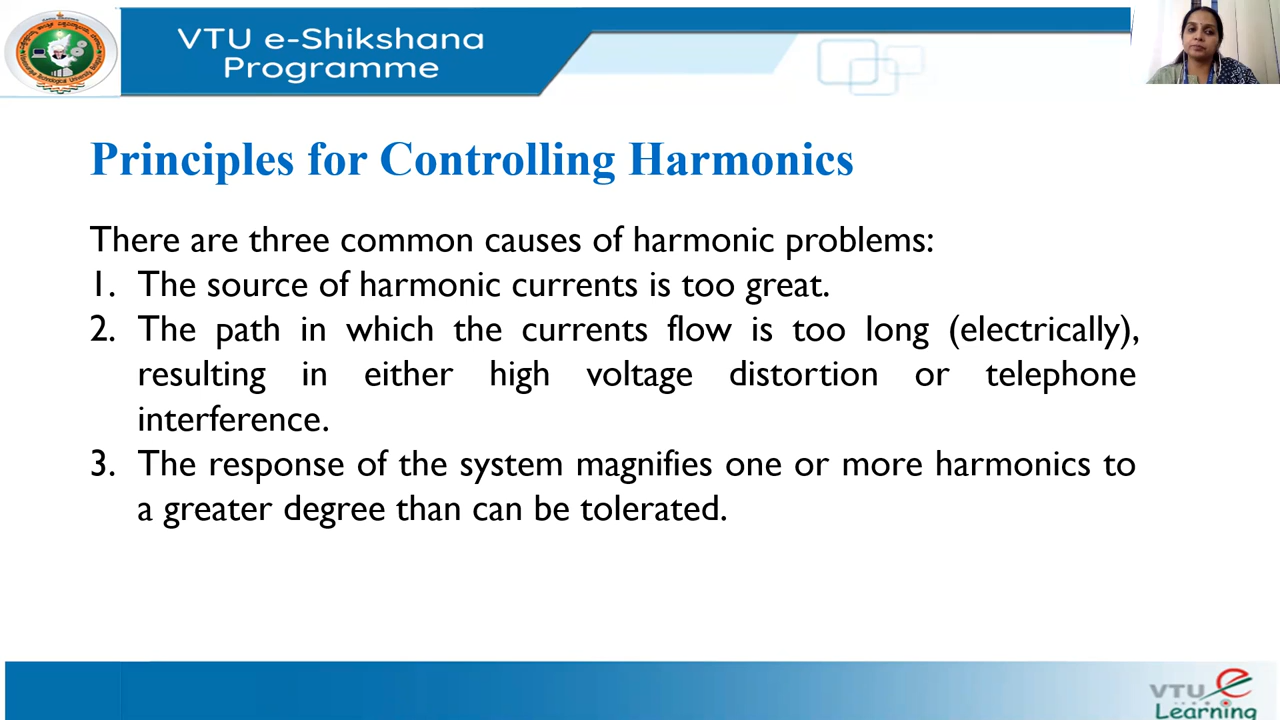 VTU e-Shikshana
Programme
Principles for Controlling Harmonics
There are three common causes of harmonic problems:
1. The source of harmonic currents is too great.
2. The path in which the currents flow is too long (electrically),
resulting in either high voltage distortion or telephone
interference.
3. The response of the system magnifies one or more harmonics to
a greater degree than can be tolerated.
VTU e
Learning